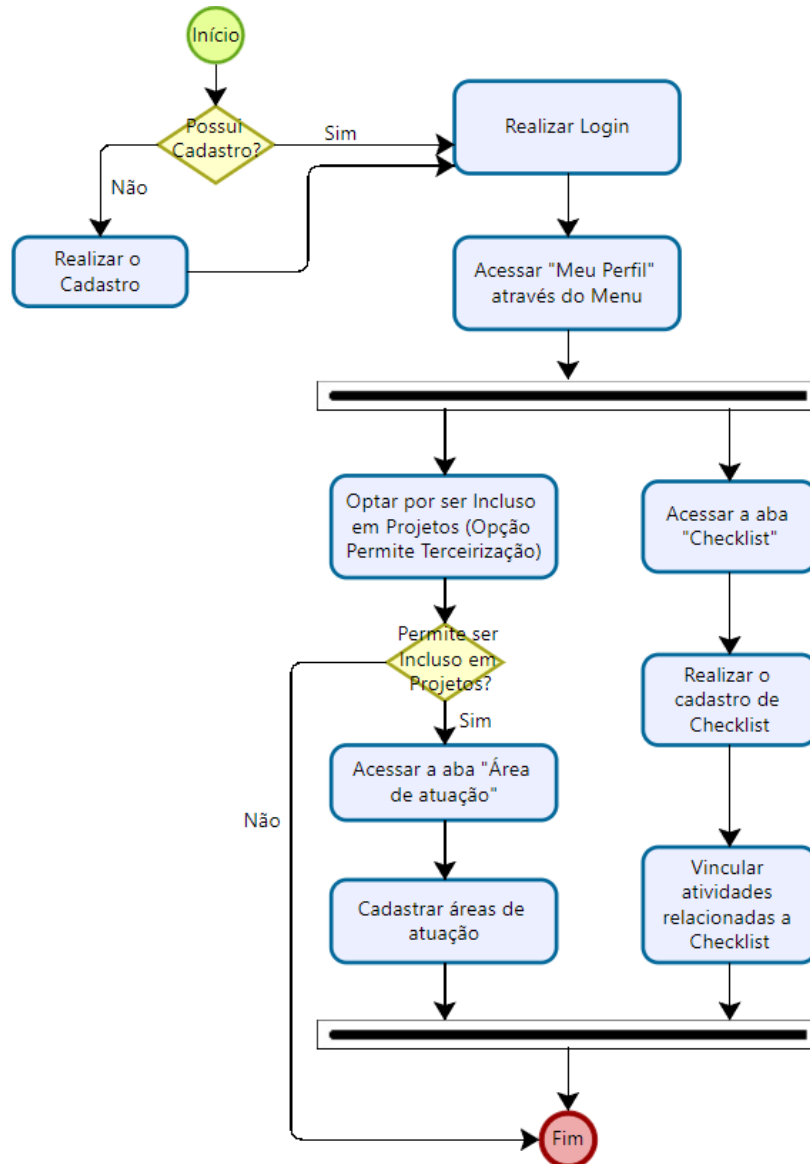 Início
Possui
Cadastro?
Sim
Não
Realizar Login
Realizar o
Cadastro
Acessar "Meu Perfil"
através do Menu
Optar por ser Incluso
em Projetos (Opção
Permite Terceirização)
Acessar a aba
"Checklist"
Permite ser
Incluso em
Projetos?
Realizar o
cadastro de
Checklist
Sim
Acessar a aba "Área
de atuação"
Não
Cadastrar áreas de
atuação
Vincular
atividades
relacionadas a
Checklist
Fim